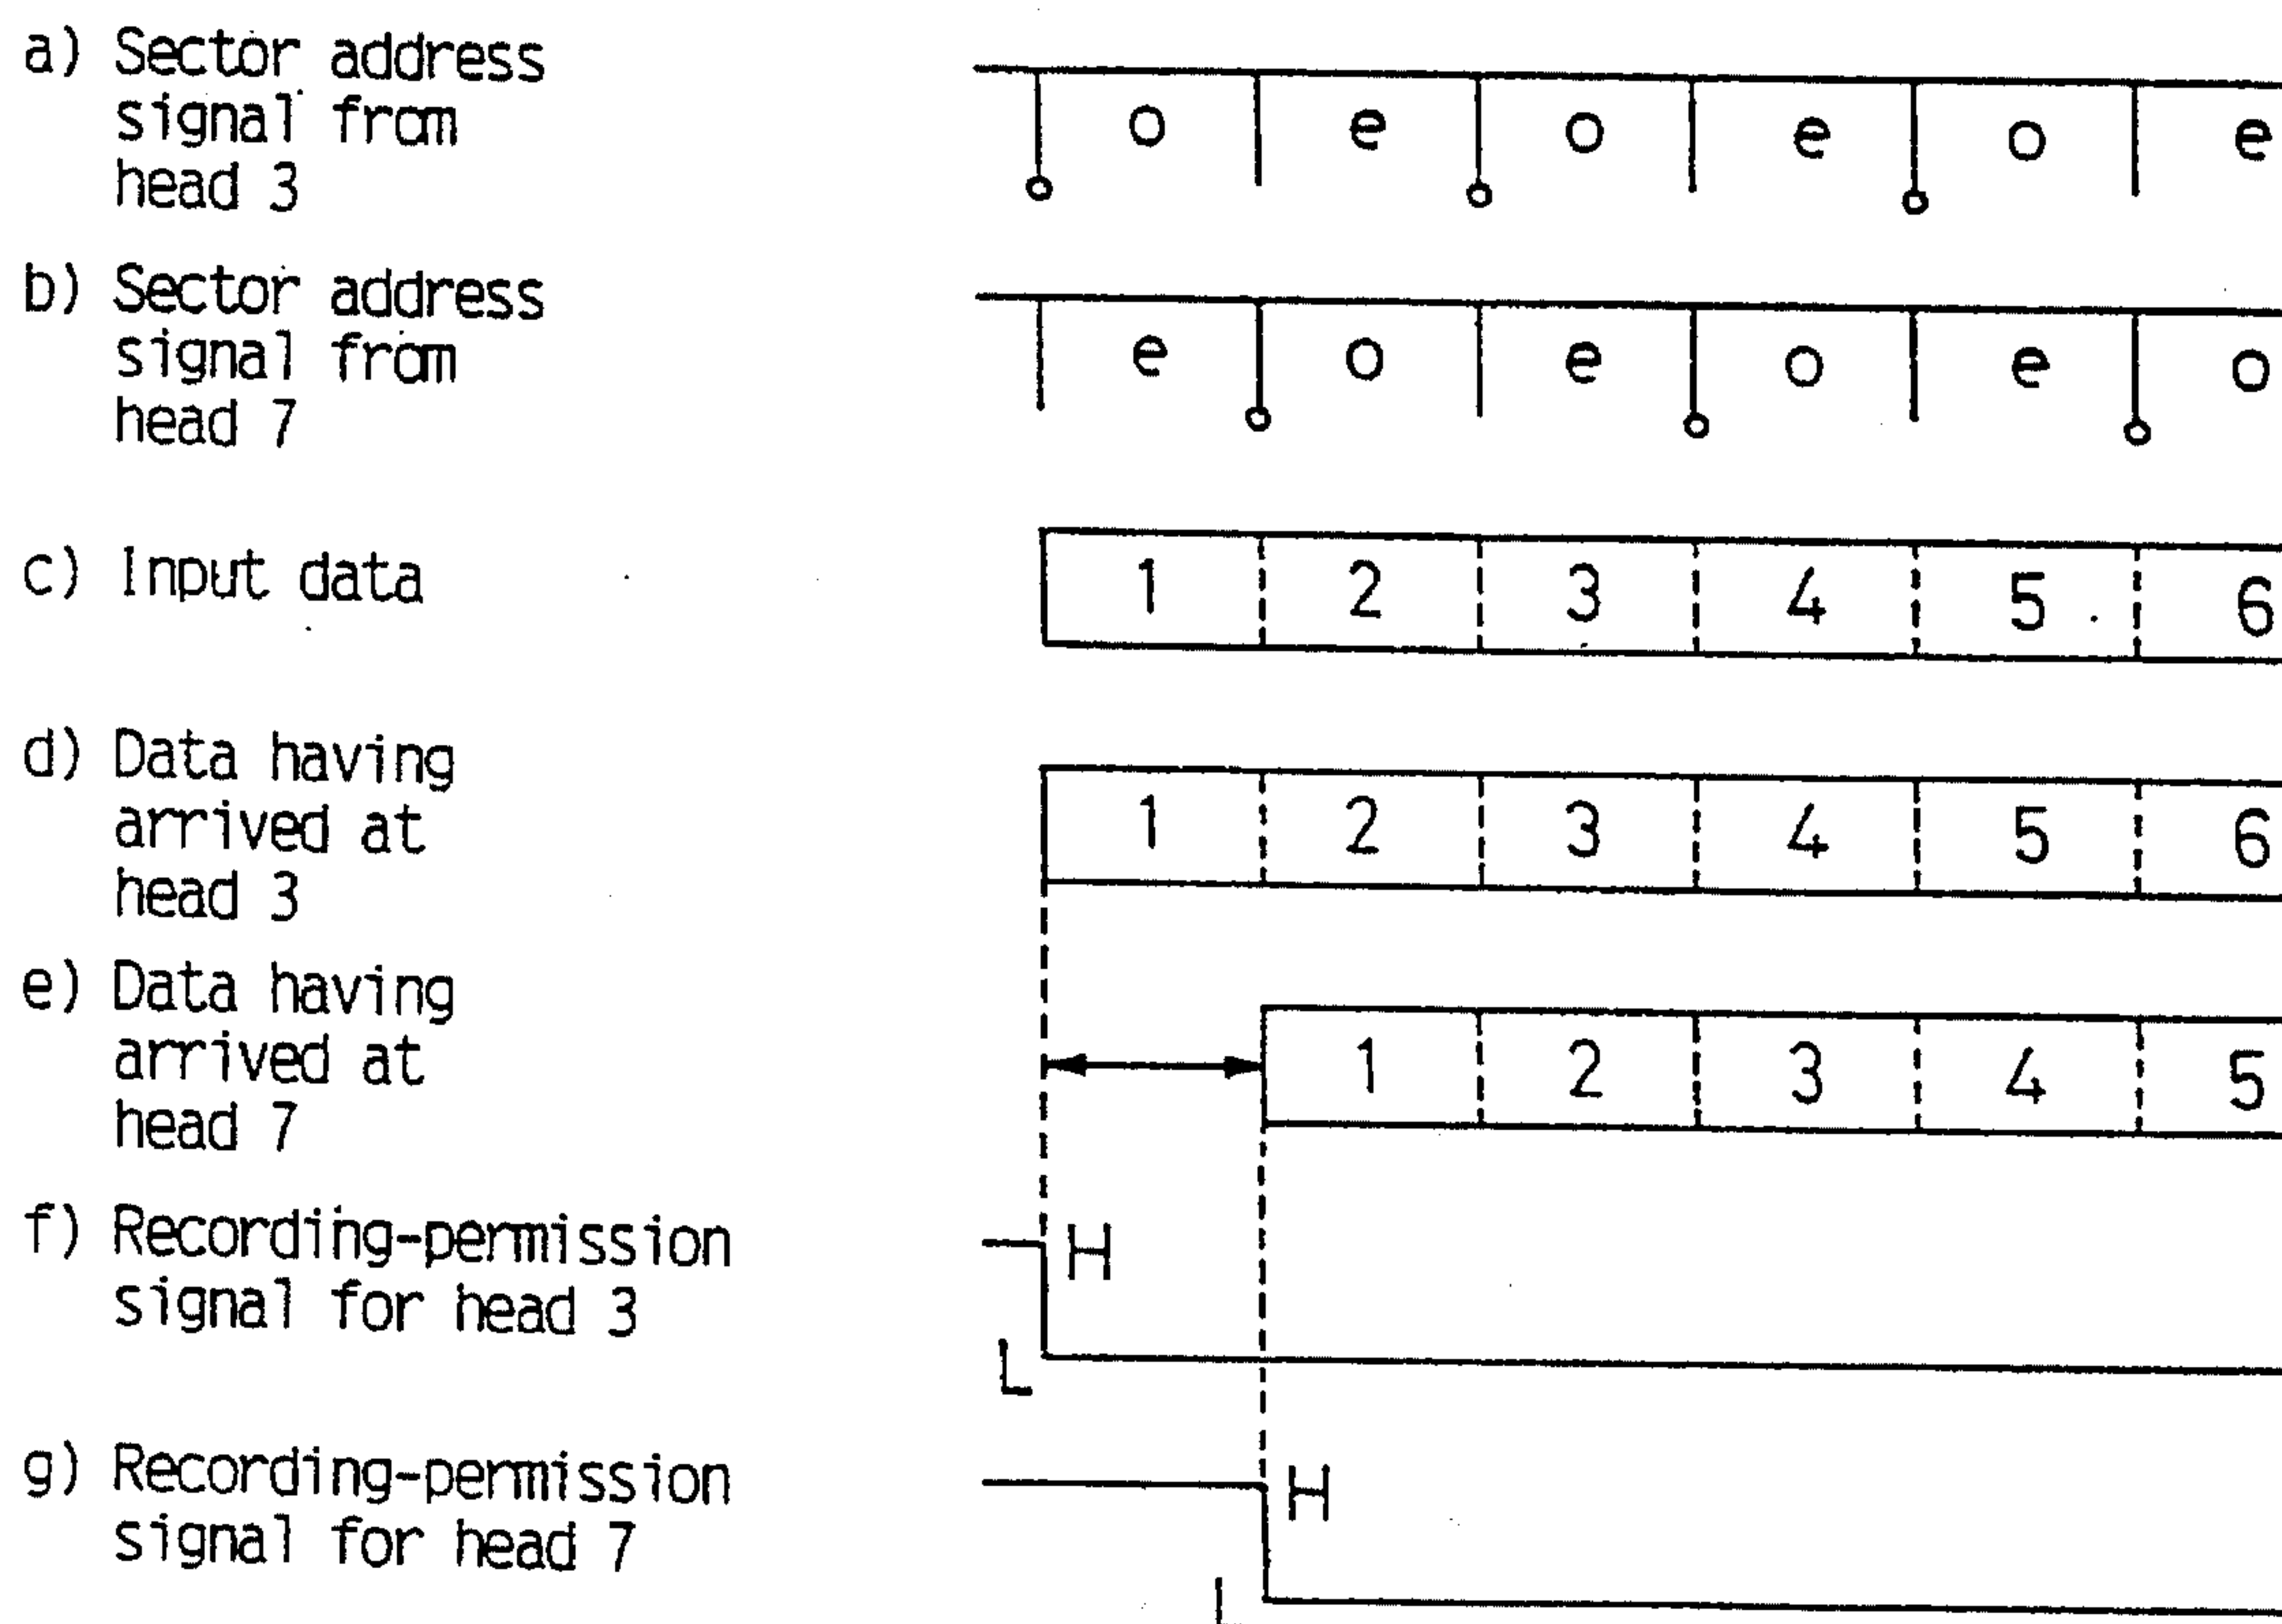 a) Sector address
signal from
head 3
o e o e o e
b) Sector address
signal from
head 7
e o e o e o
c) Input data
1 2 3 4 5 6
d) Data having
arrived at
head 3
1 2 3 4 5 6
e) Data having
arrived at
head 7
1 2 3 4 5
f) Recording-permission
signal for head 3
H
L
g) Recording-permission
signal for head 7
H
L